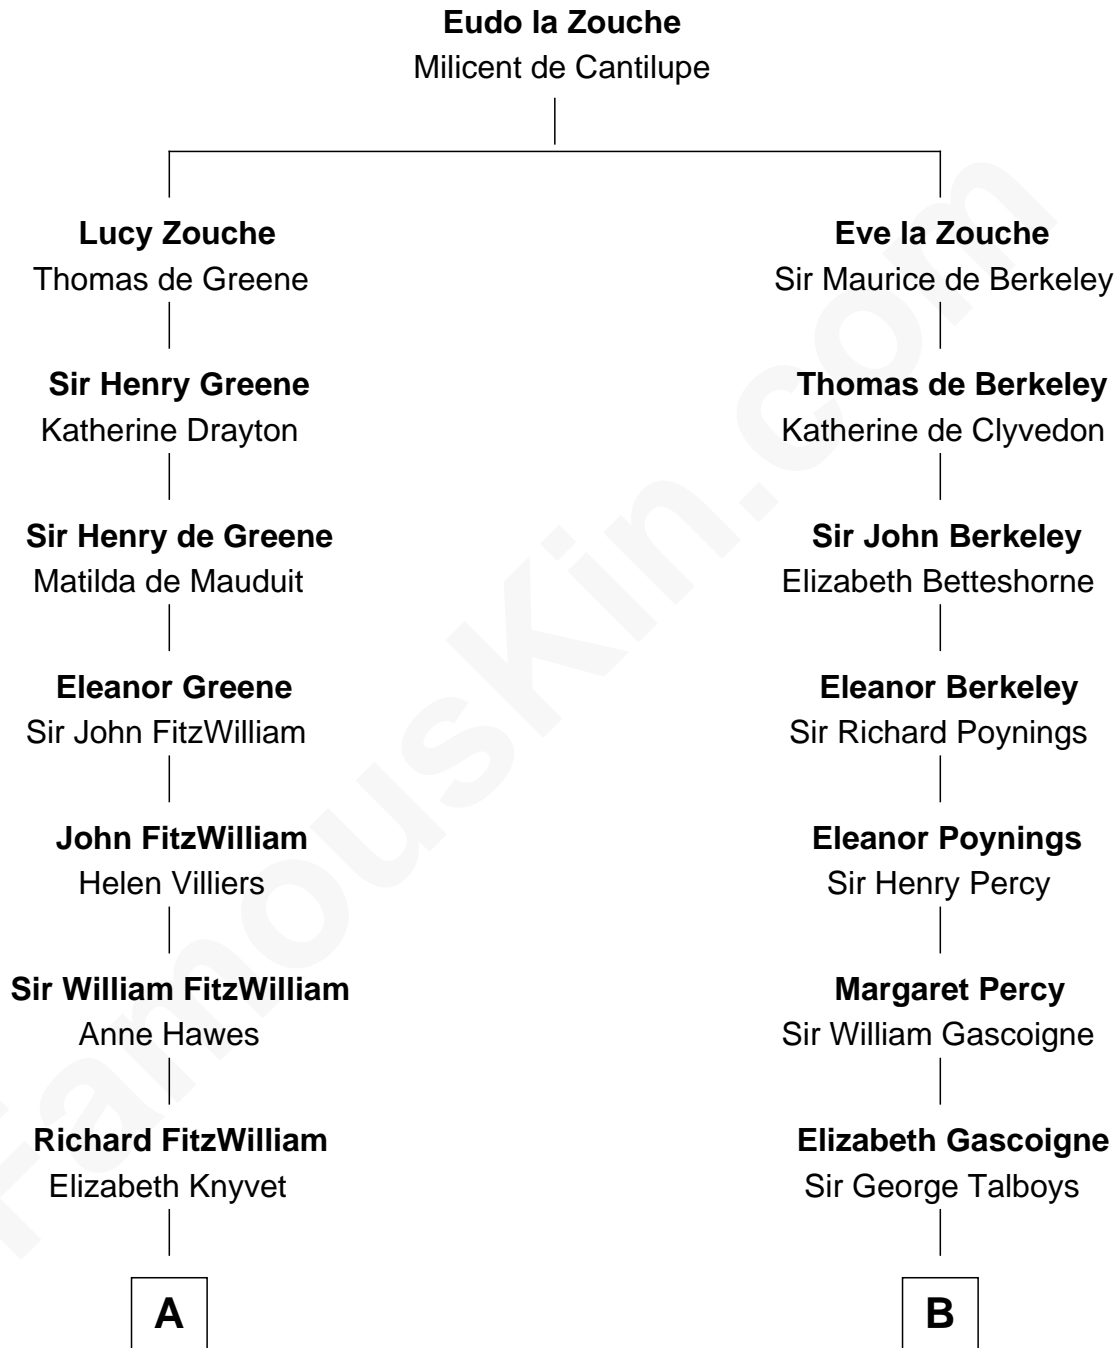 Eudo la Zouche
Milicent de Cantilupe
Lucy Zouche
Thomas de Greene
Sir Henry Greene
Katherine Drayton
Sir Henry de Greene
Matilda de Mauduit
Eleanor Greene
Sir John FitzWilliam
John FitzWilliam
Helen Villiers
Sir William FitzWilliam
Anne Hawes
Richard FitzWilliam
Elizabeth Knyvet
A
Eve la Zouche
Sir Maurice de Berkeley
Thomas de Berkeley
Katherine de Clyvedon
Sir John Berkeley
Elizabeth Betteshorne
Eleanor Berkeley
Sir Richard Poynings
Eleanor Poynings
Sir Henry Percy
Margaret Percy
Sir William Gascoigne
Elizabeth Gascoigne
Sir George Talboys
B
FamousKin.com